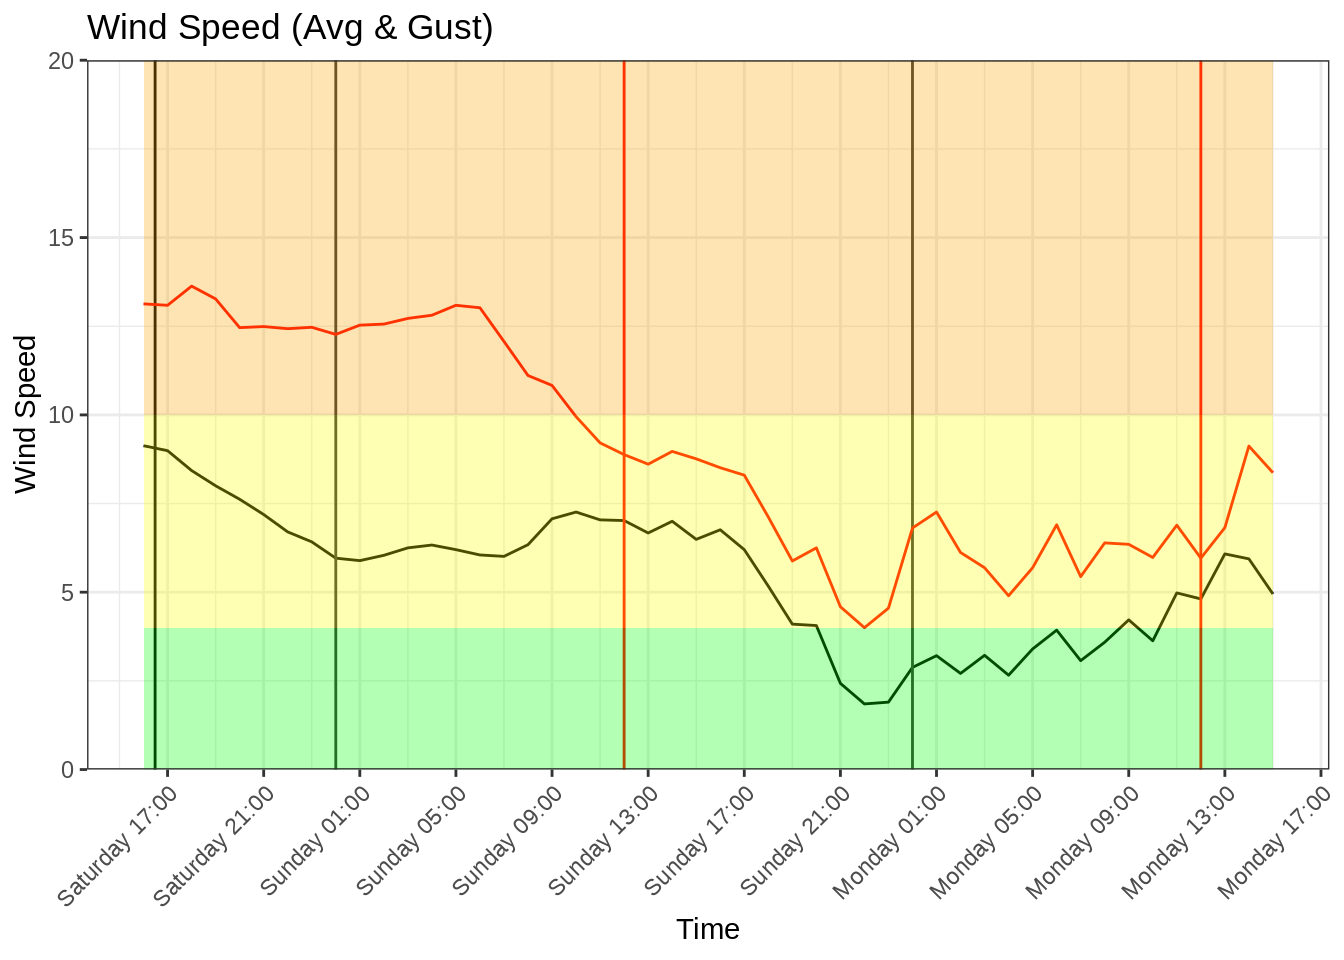 Wind Speed (Avg & Gust)
20
15
10
5
0
Wind Speed
Saturday 17:00
Saturday 21:00
Sunday 01:00
Sunday 05:00
Sunday 09:00
Sunday 13:00
Sunday 17:00
Sunday 21:00
Monday 01:00
Monday 05:00
Monday 09:00
Monday 13:00
Monday 17:00
Time